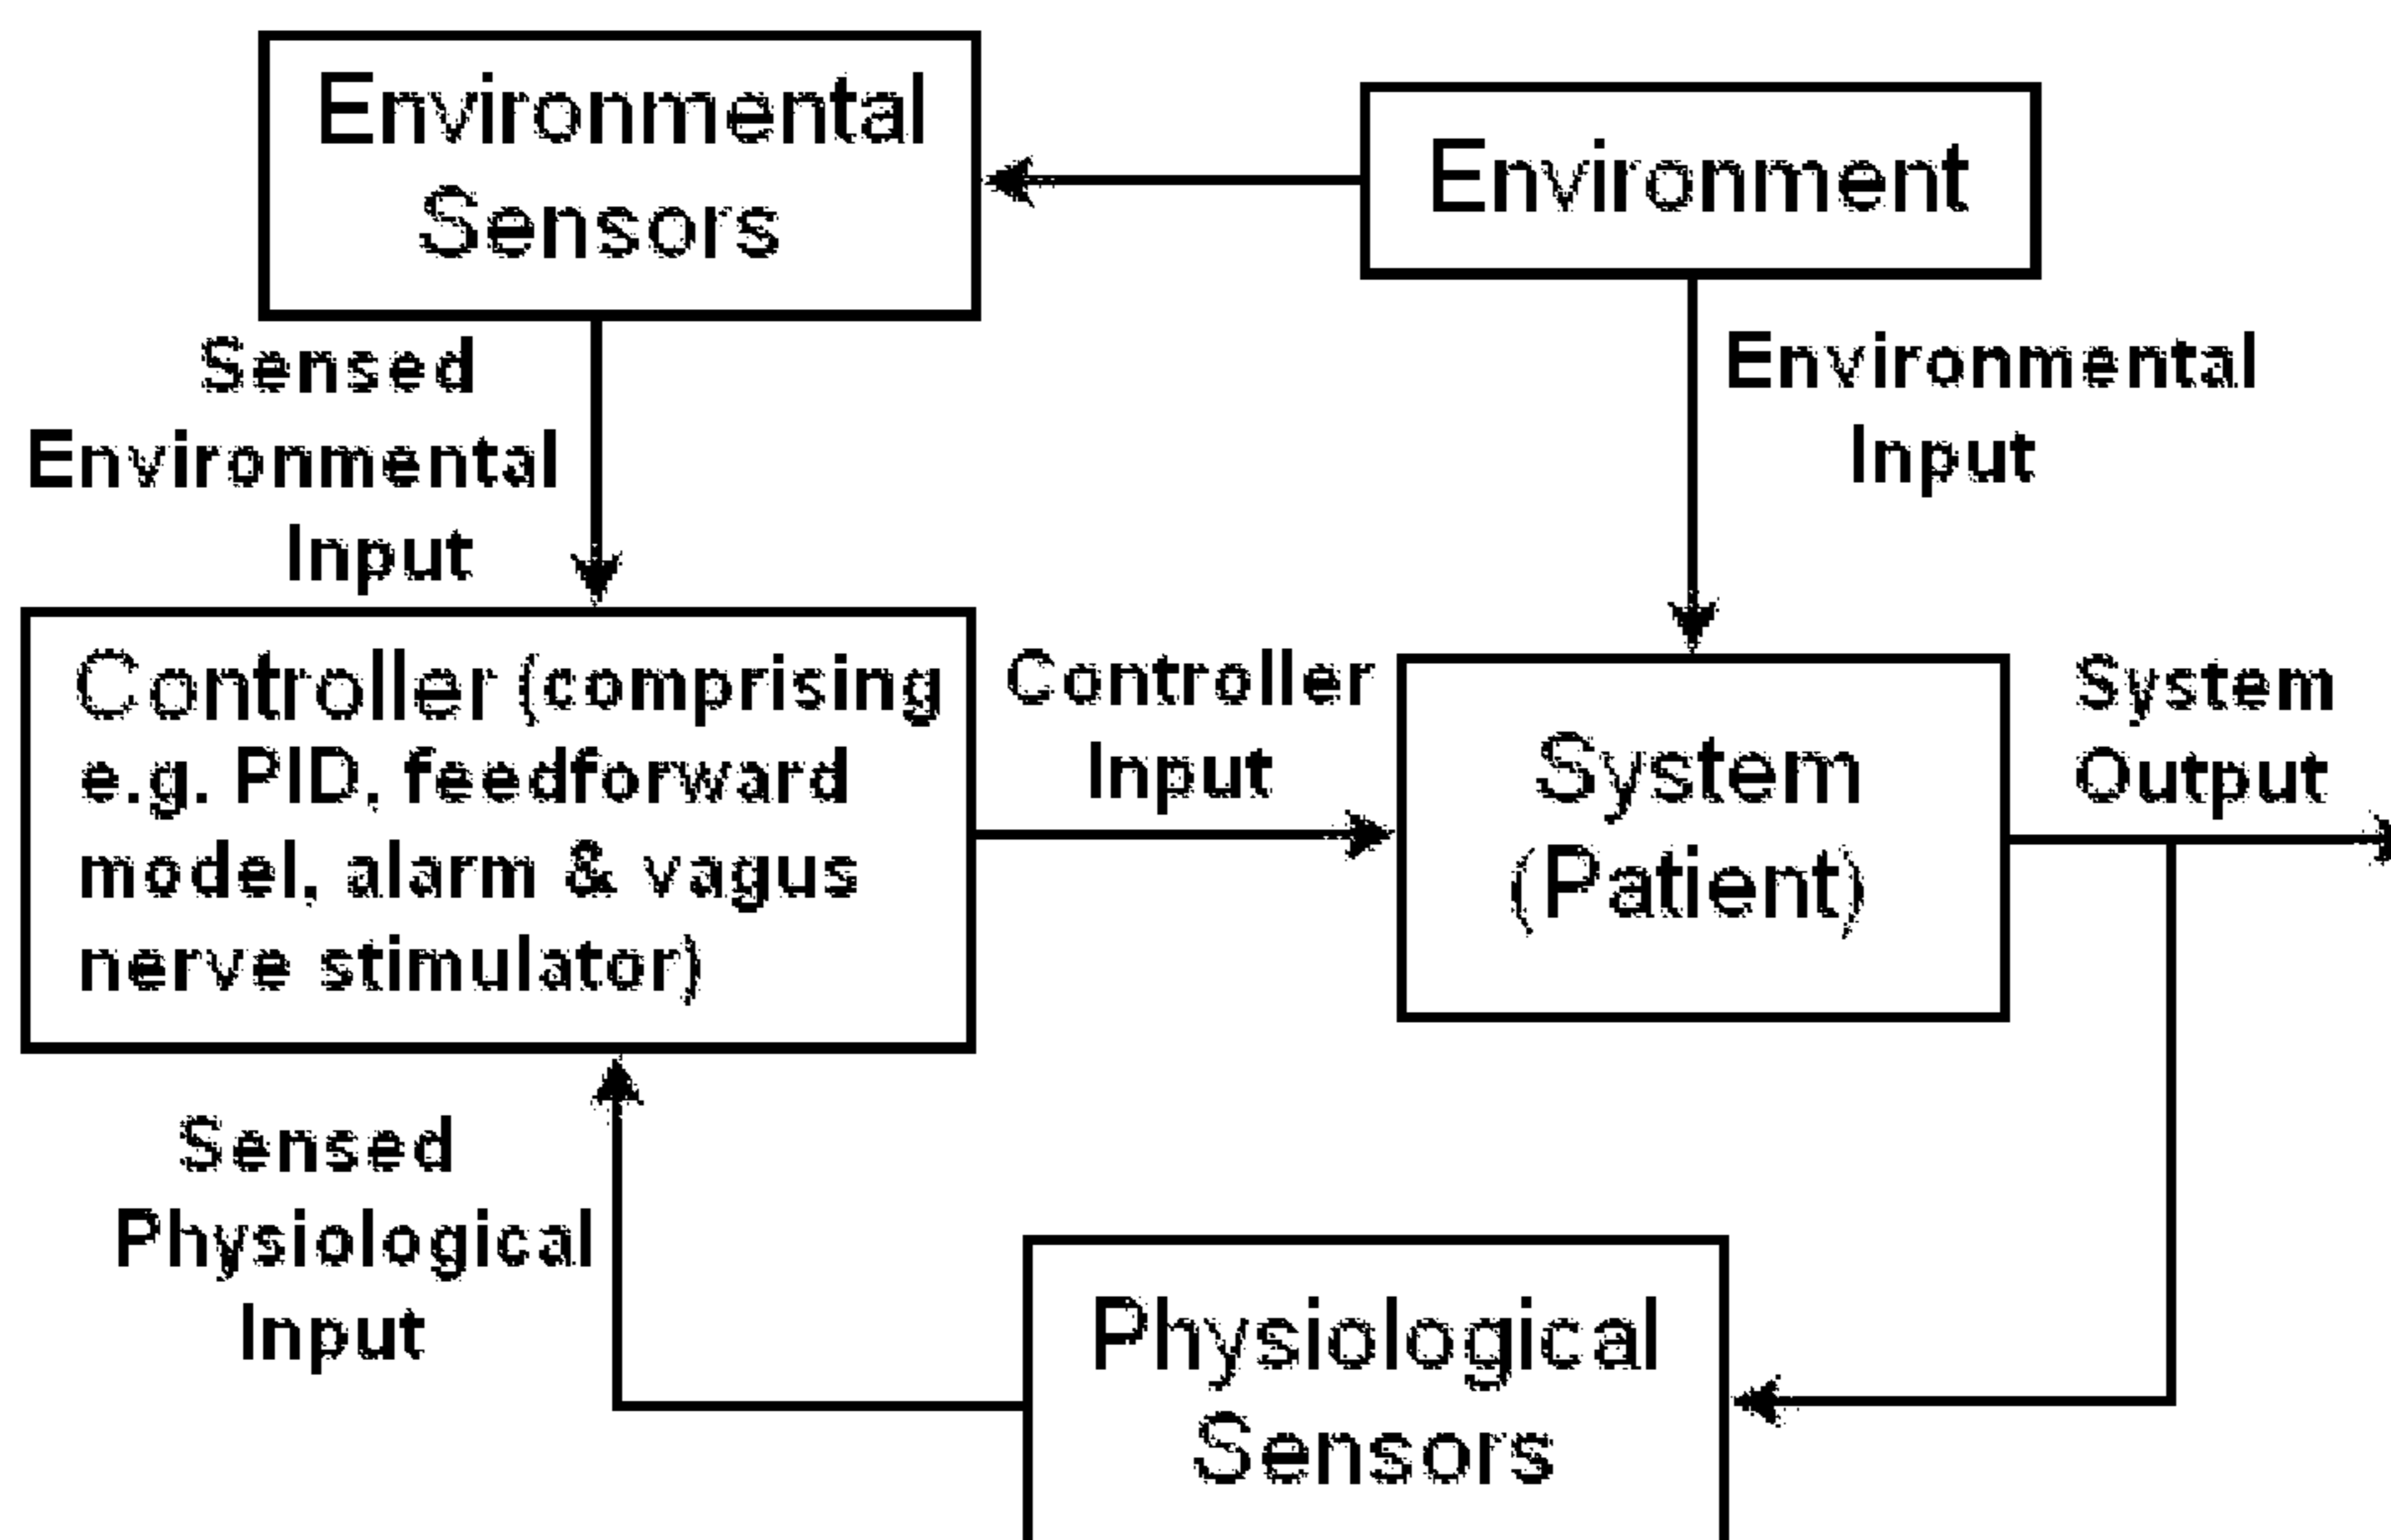 Environmental
Sensors
Environment
Sensed
Environmental
Input
Environmental
Input
Controller (comprising
e.g. PID, feedforward
model, alarm & vagus
nerve stimulator)
Controller
Input
System
(Patient)
System
Output
Sensed
Physiological
Input
Physiological
Sensors